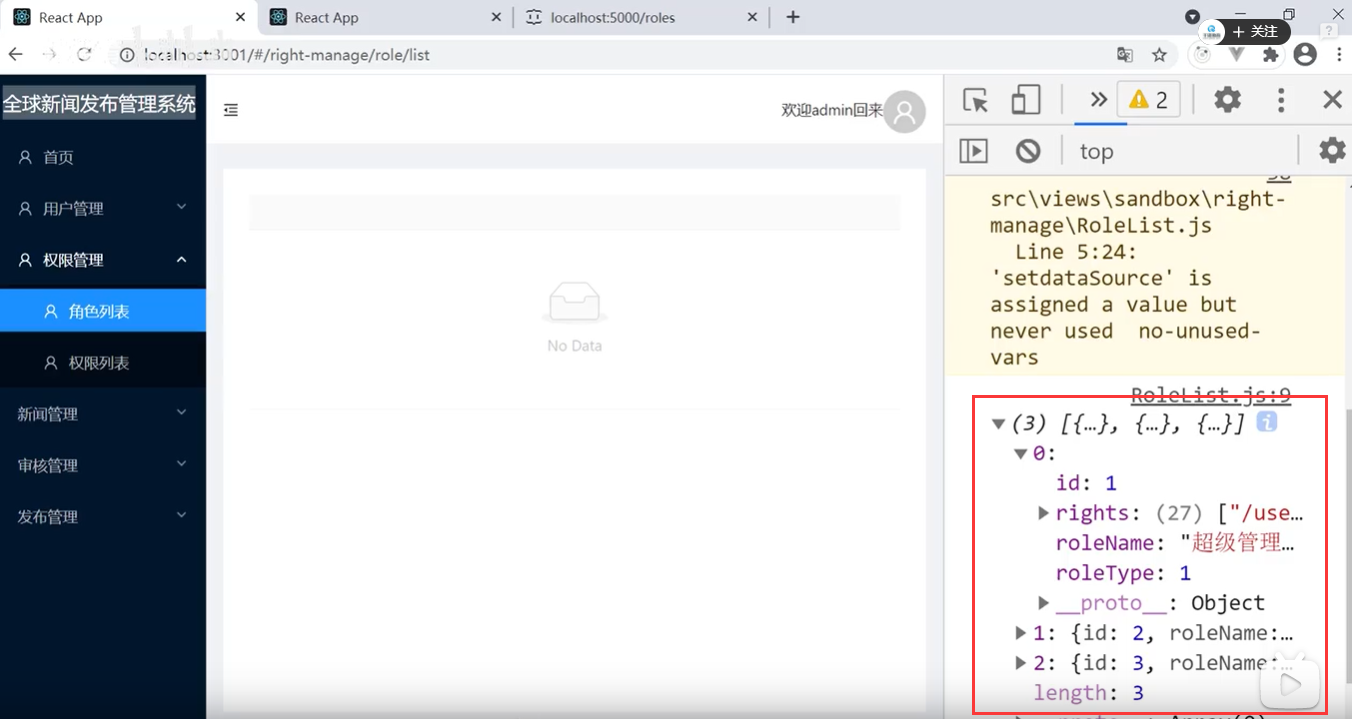 React App
React App
localhost:5000/roles
关注
localhost:3001/#/right-manage/role/list
全球新闻发布管理系统
首页
用户管理
权限管理
角色列表
权限列表
新闻管理
审核管理
发布管理
欢迎admin回来
No Data
2
top
src\views\sandbox\right-
manage\RoleList.js
Line 5:24:
'setdataSource' is
assigned a value but
never used no-unused-
vars
RoleList.js:9
(3) [{…}, {…}, {…}]
0:
id: 1
rights: (27) ["/use…
roleName: "超级管理…
roleType: 1
__proto__: Object
1: {id: 2, roleName:…
2: {id: 3, roleName:…
length: 3